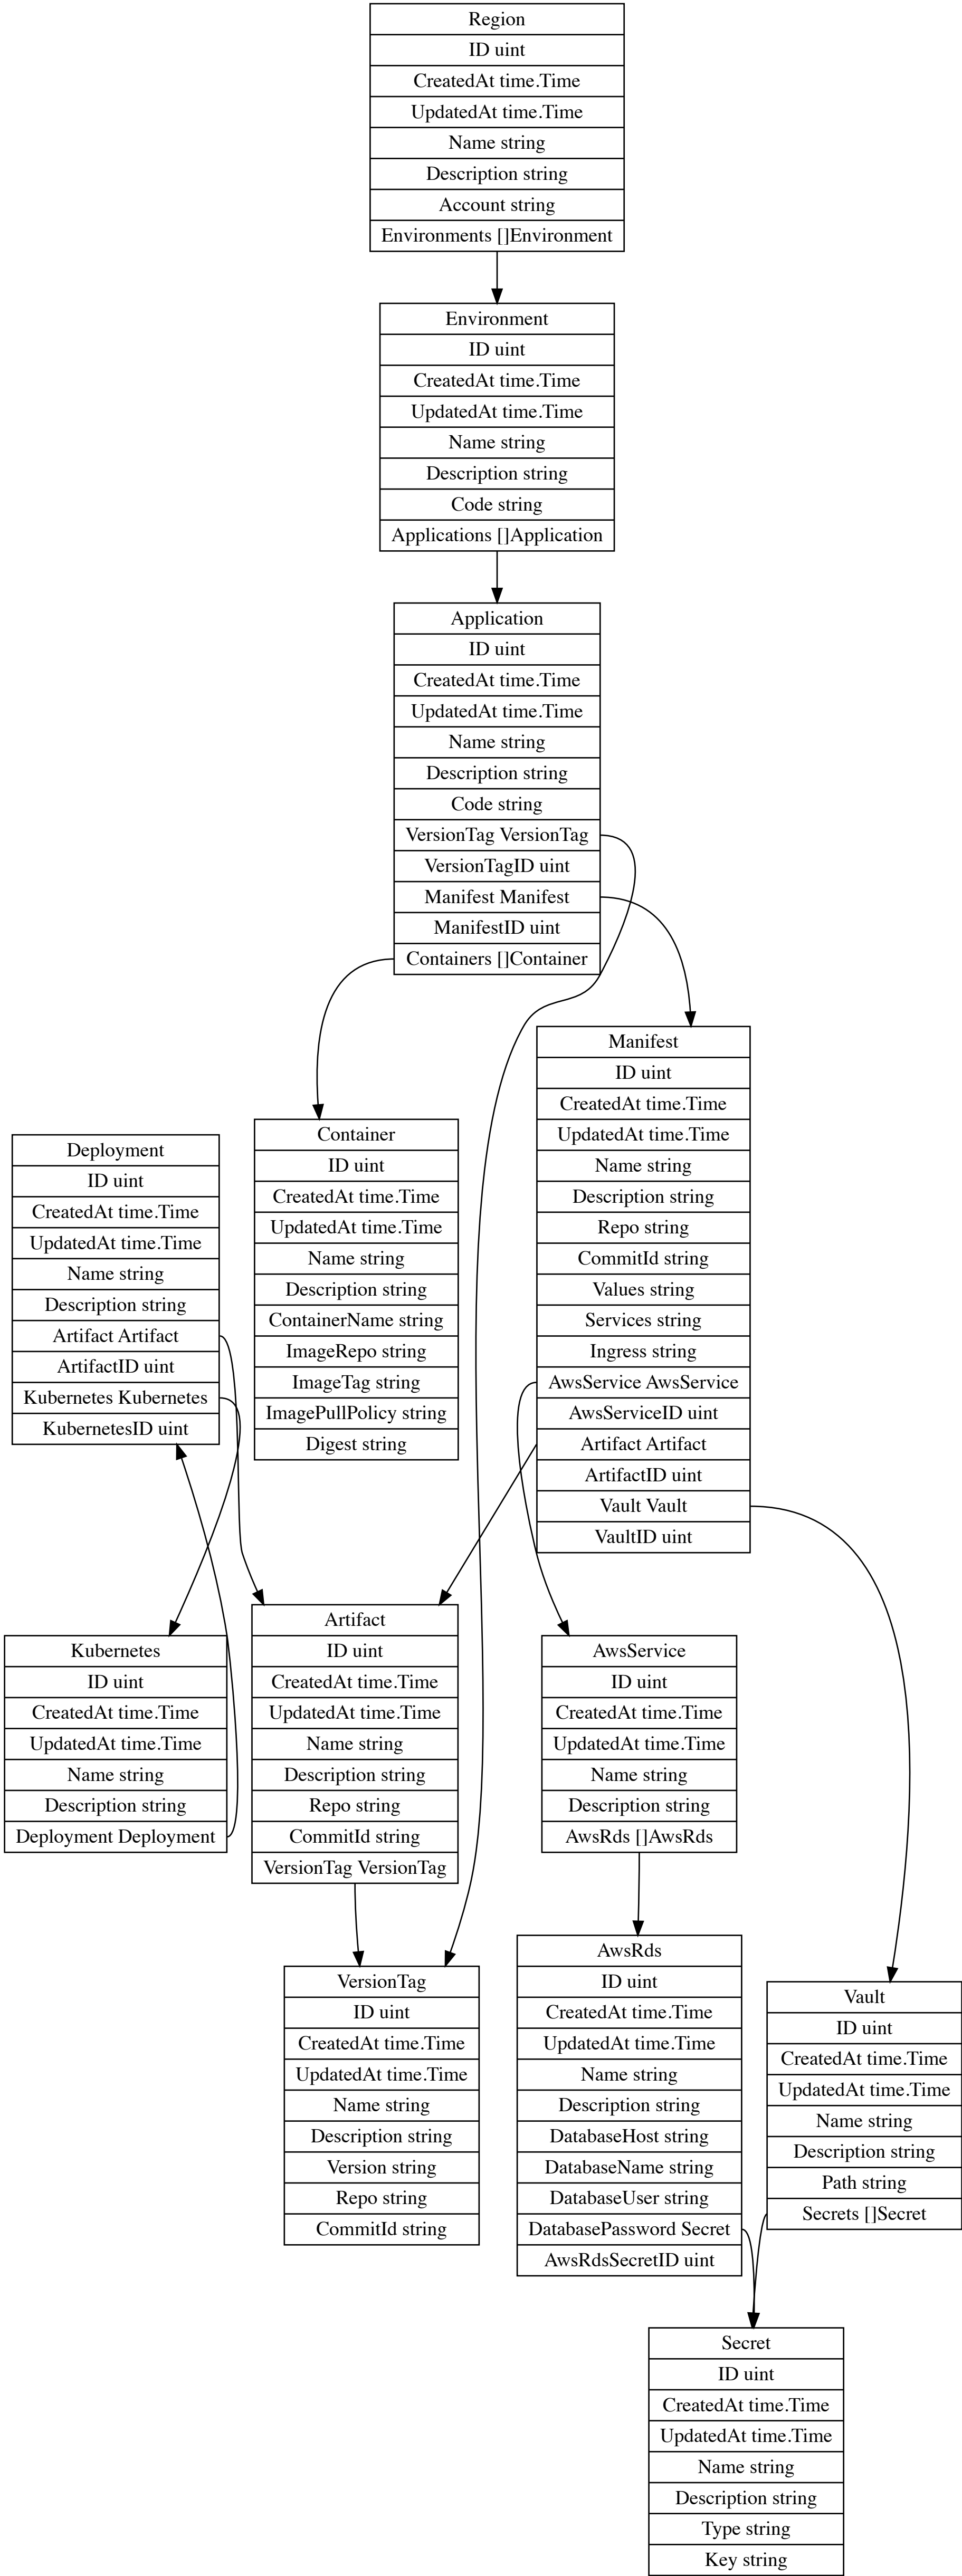 Region
ID uint
CreatedAt time.Time
UpdatedAt time.Time
Name string
Description string
Account string
Environments []Environment
Environment
ID uint
CreatedAt time.Time
UpdatedAt time.Time
Name string
Description string
Code string
Applications []Application
Application
ID uint
CreatedAt time.Time
UpdatedAt time.Time
Name string
Description string
Code string
VersionTag VersionTag
VersionTagID uint
Manifest Manifest
ManifestID uint
Containers []Container
Manifest
ID uint
CreatedAt time.Time
UpdatedAt time.Time
Name string
Description string
Repo string
CommitId string
Values string
Services string
Ingress string
AwsService AwsService
AwsServiceID uint
Artifact Artifact
ArtifactID uint
Vault Vault
VaultID uint
Container
ID uint
CreatedAt time.Time
UpdatedAt time.Time
Name string
Description string
ContainerName string
ImageRepo string
ImageTag string
ImagePullPolicy string
Digest string
Deployment
ID uint
CreatedAt time.Time
UpdatedAt time.Time
Name string
Description string
Artifact Artifact
ArtifactID uint
Kubernetes Kubernetes
KubernetesID uint
Kubernetes
ID uint
CreatedAt time.Time
UpdatedAt time.Time
Name string
Description string
Deployment Deployment
Artifact
ID uint
CreatedAt time.Time
UpdatedAt time.Time
Name string
Description string
Repo string
CommitId string
VersionTag VersionTag
AwsService
ID uint
CreatedAt time.Time
UpdatedAt time.Time
Name string
Description string
AwsRds []AwsRds
VersionTag
ID uint
CreatedAt time.Time
UpdatedAt time.Time
Name string
Description string
Version string
Repo string
CommitId string
AwsRds
ID uint
CreatedAt time.Time
UpdatedAt time.Time
Name string
Description string
DatabaseHost string
DatabaseName string
DatabaseUser string
DatabasePassword Secret
AwsRdsSecretID uint
Vault
ID uint
CreatedAt time.Time
UpdatedAt time.Time
Name string
Description string
Path string
Secrets []Secret
Secret
ID uint
CreatedAt time.Time
UpdatedAt time.Time
Name string
Description string
Type string
Key string